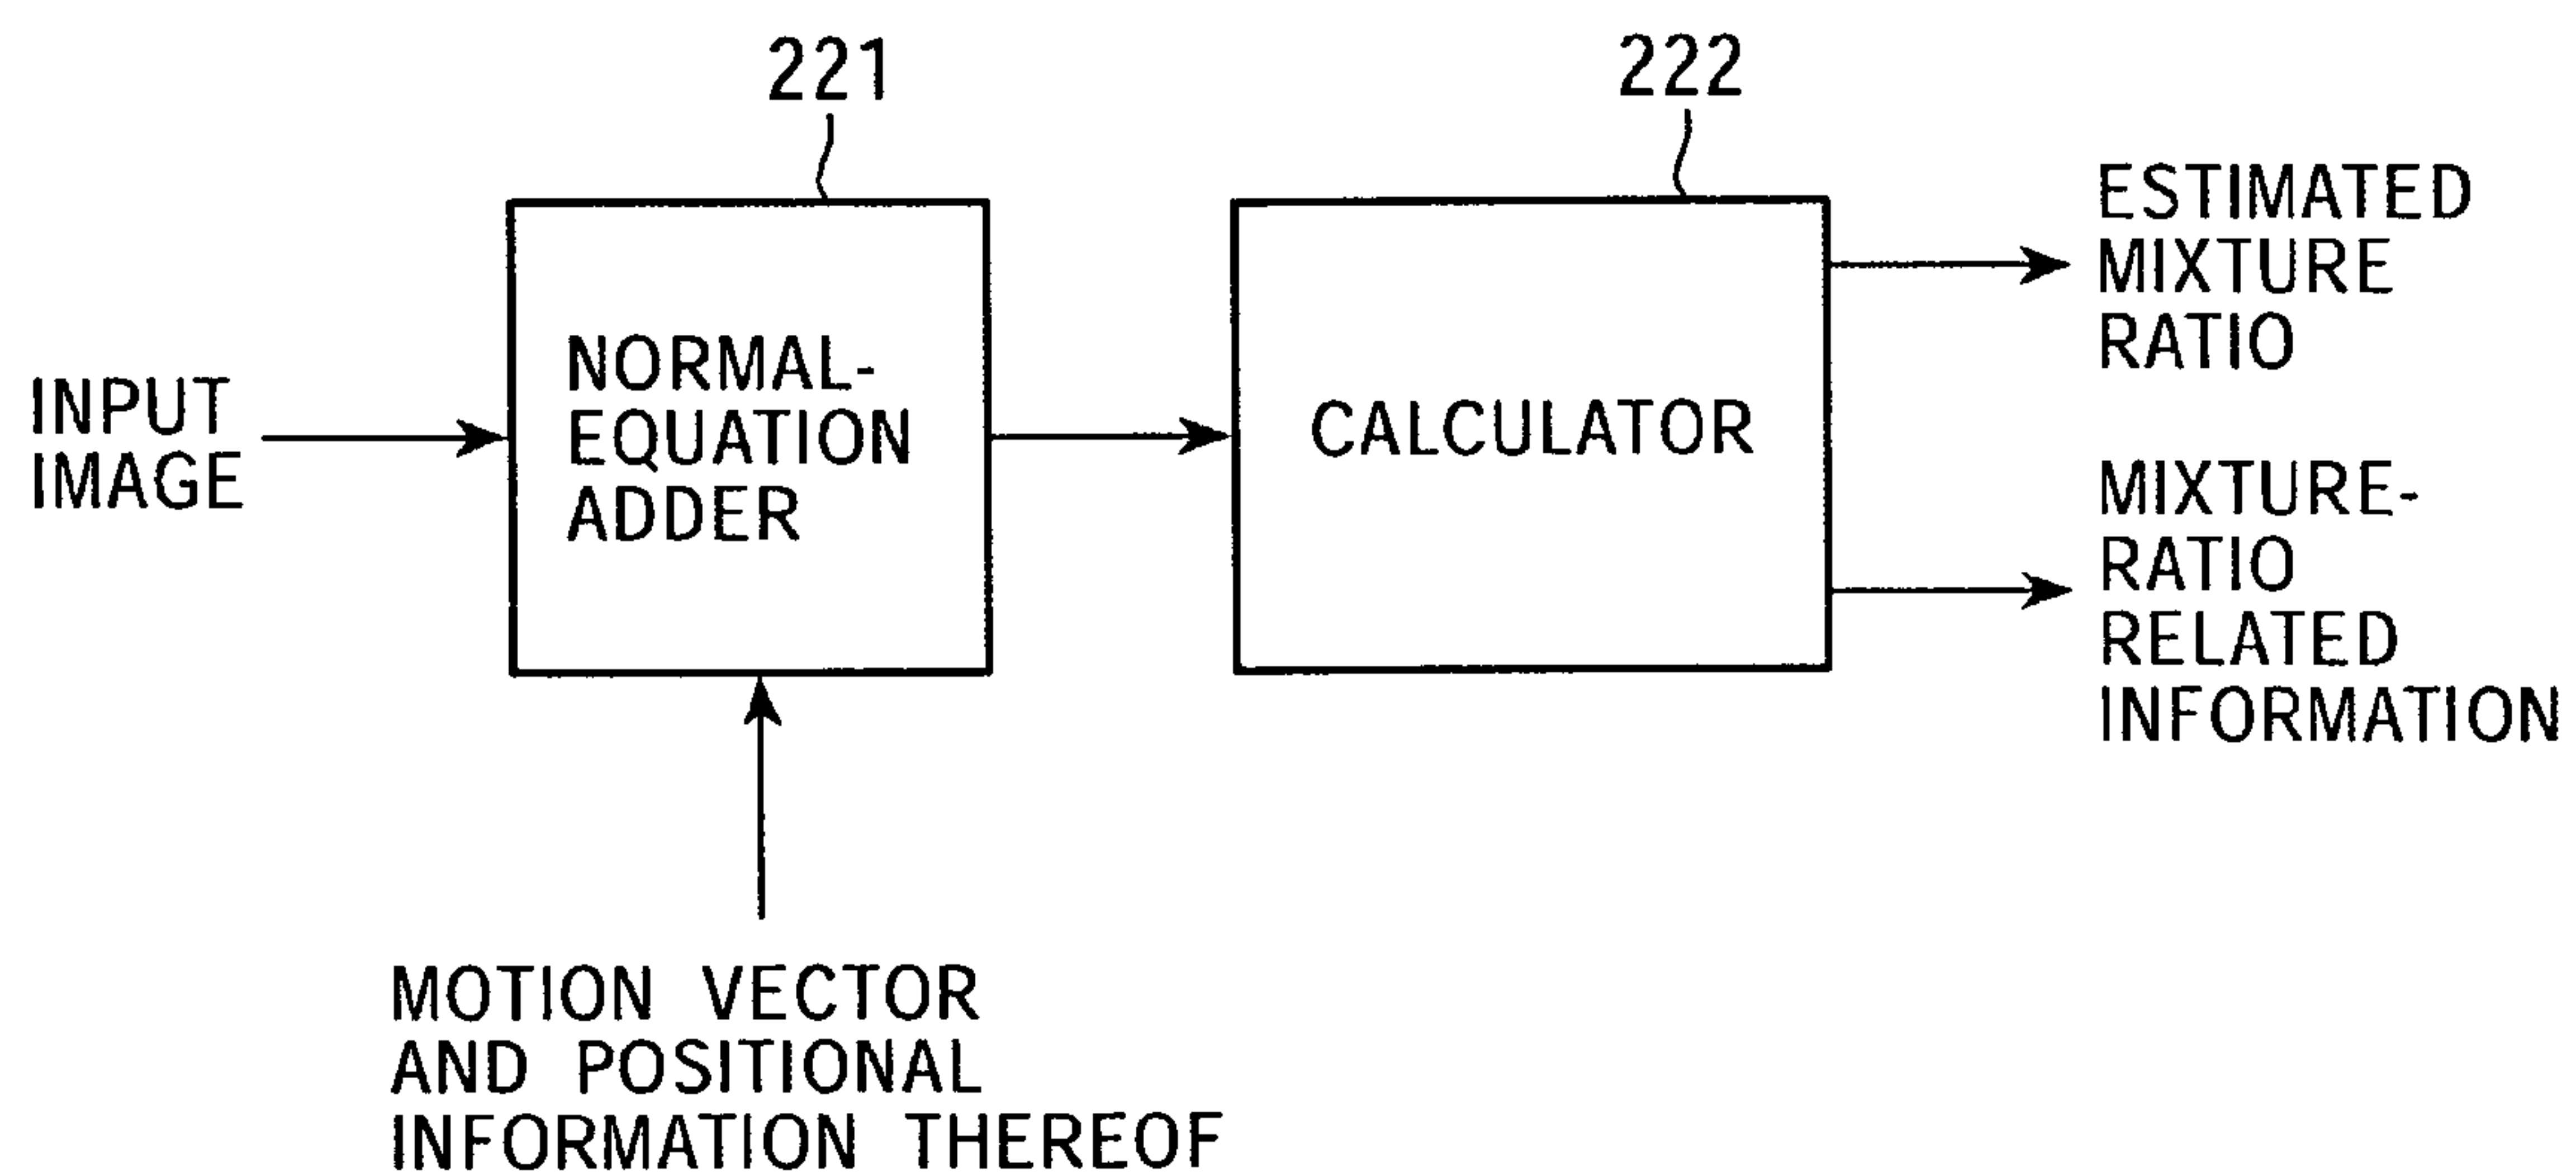 221
222
INPUT
IMAGE
NORMAL-
EQUATION
ADDER
CALCULATOR
ESTIMATED
MIXTURE
RATIO
MIXTURE-
RATIO
RELATED
INFORMATION
MOTION VECTOR
AND POSITIONAL
INFORMATION THEREOF